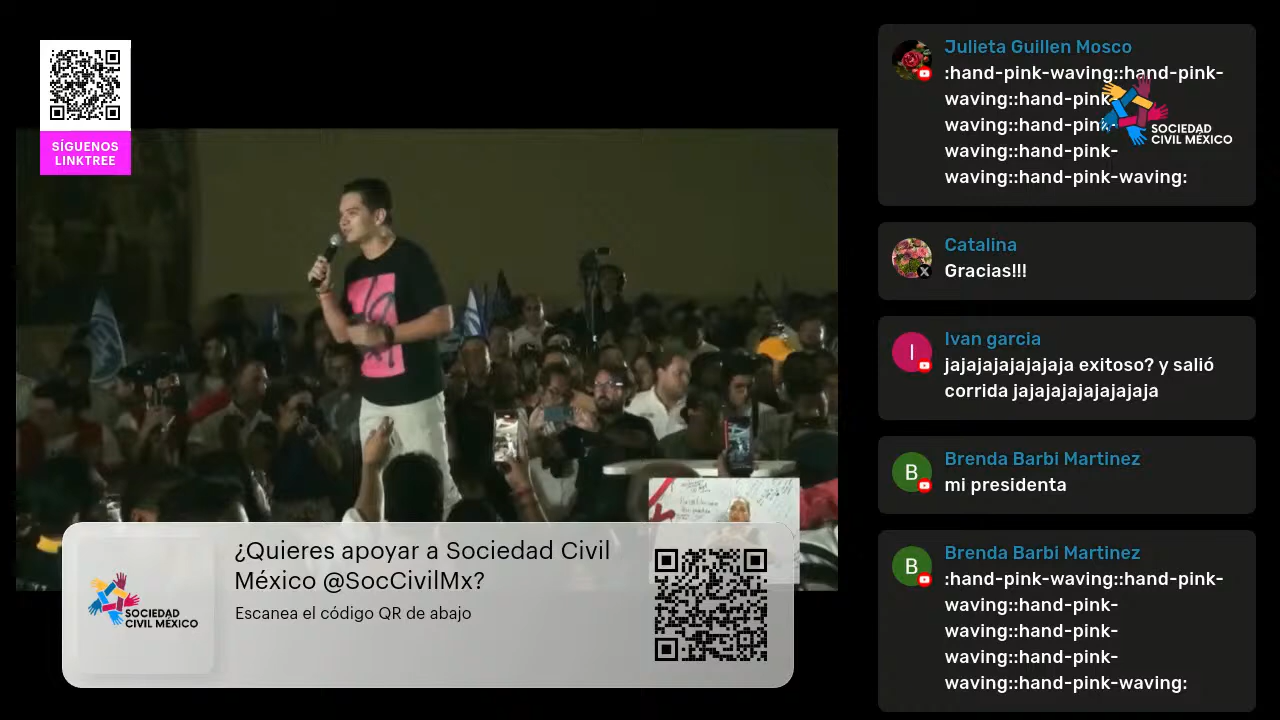 SÍGUENOS
LINKTREE
¿Quieres apoyar a Sociedad Civil
México @SocCivilMx?
Escanea el código QR de abajo
SOCIEDAD
CIVIL MÉXICO
Julieta Guillen Mosco
:hand-pink-waving::hand-pink-
waving::hand-pink-
waving::hand-pink-
waving::hand-pink-
waving::hand-pink-waving:
SOCIEDAD
CIVIL MÉXICO
Catalina
Gracias!!!
I
Ivan garcia
jajajajajajajaja exitoso? y salió
corrida jajajajajajajajaja
B
Brenda Barbi Martinez
mi presidenta
B
Brenda Barbi Martinez
:hand-pink-waving::hand-pink-
waving::hand-pink-
waving::hand-pink-
waving::hand-pink-
waving::hand-pink-waving: